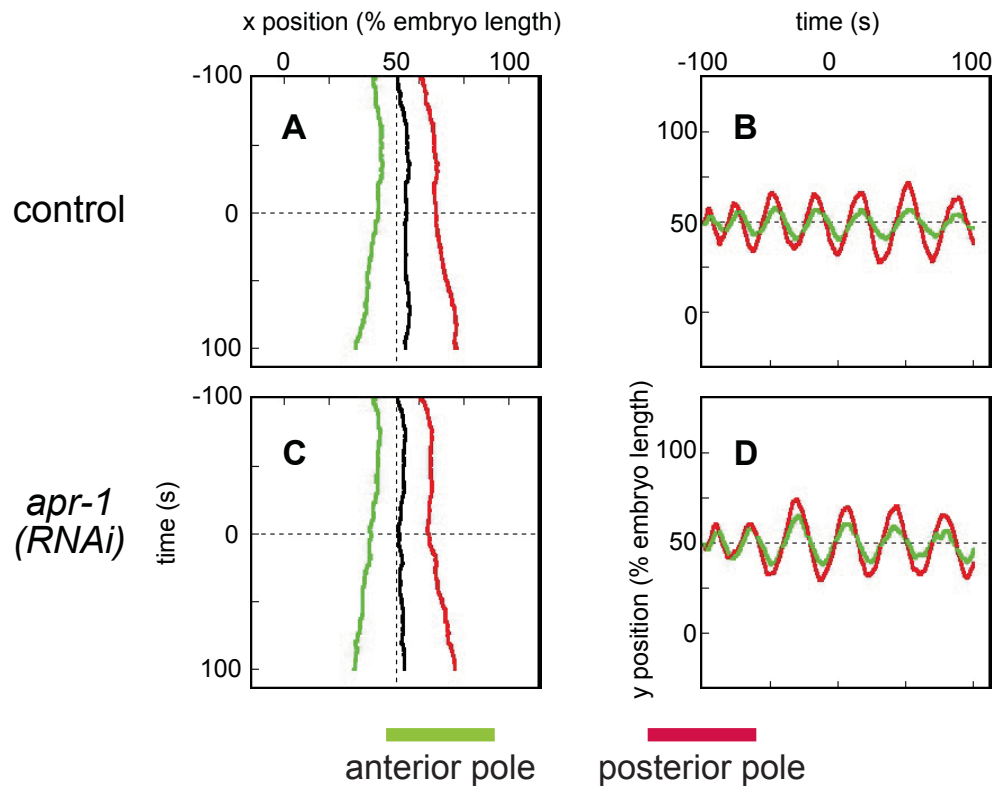 x position (% embryo length)
time (s)
0 50 100
-100 0 100
-100
0
100
A
control
100
50
0
B
-100
0
100
C
apr-1
(RNAi)
time (s)
y position (% embryo length)
100
50
0
D
anterior pole
posterior pole